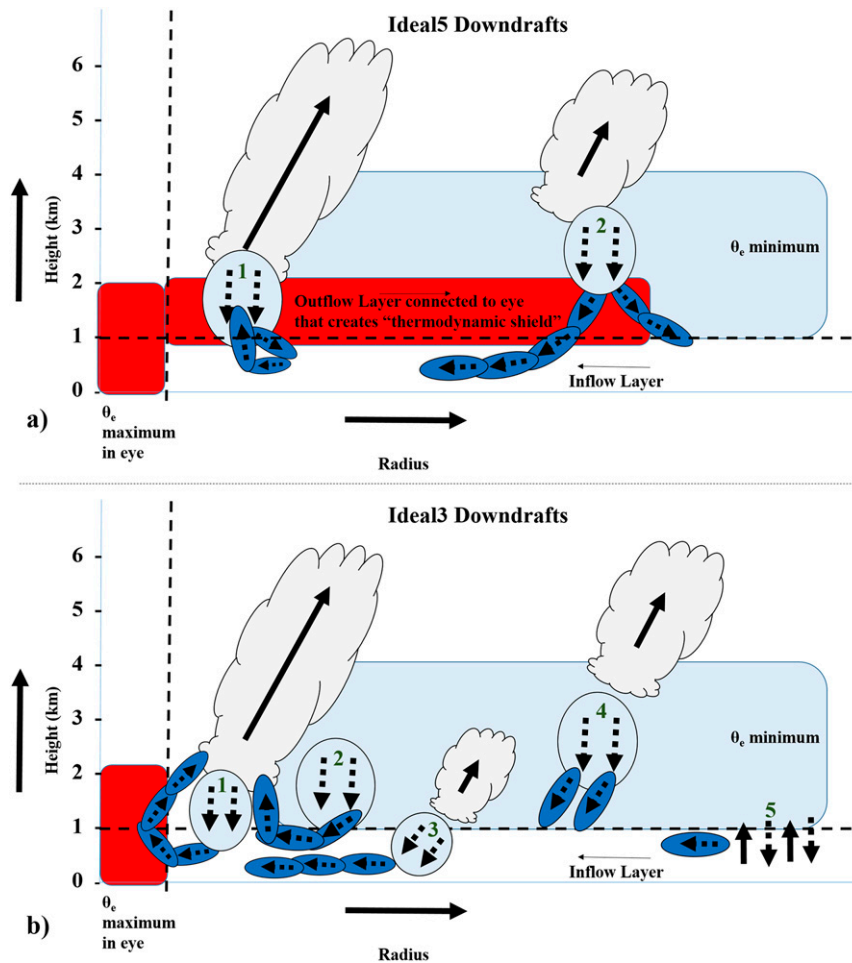 Ideal5 Downdrafts
6
5
4
3
2
1
0
Height (km)
1
2
θe minimum
Outflow Layer connected to eye
that creates “thermodynamic shield”
Inflow Layer
θe
maximum
in eye
a)
Radius
Ideal3 Downdrafts
6
5
4
3
2
1
0
Height (km)
1
2
3
4
5
θe minimum
Inflow Layer
θe
maximum
in eye
b)
Radius